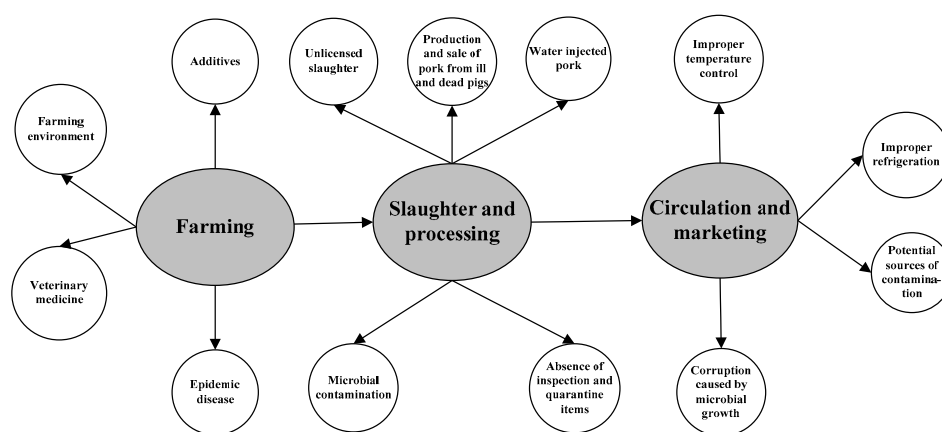 Additives
Unlicensed
slaughter
Production
and sale of
pork from ill
and dead pigs
Water injected
pork
Improper
temperature
control
Farming
environment
Improper
refrigeration
Farming
Slaughter and
processing
Circulation and
marketing
Veterinary
medicine
Potential
sources of
contamina-
tion
Epidemic
disease
Microbial
contamination
Absence of
inspection and
quarantine
items
Corruption
caused by
microbial
growth